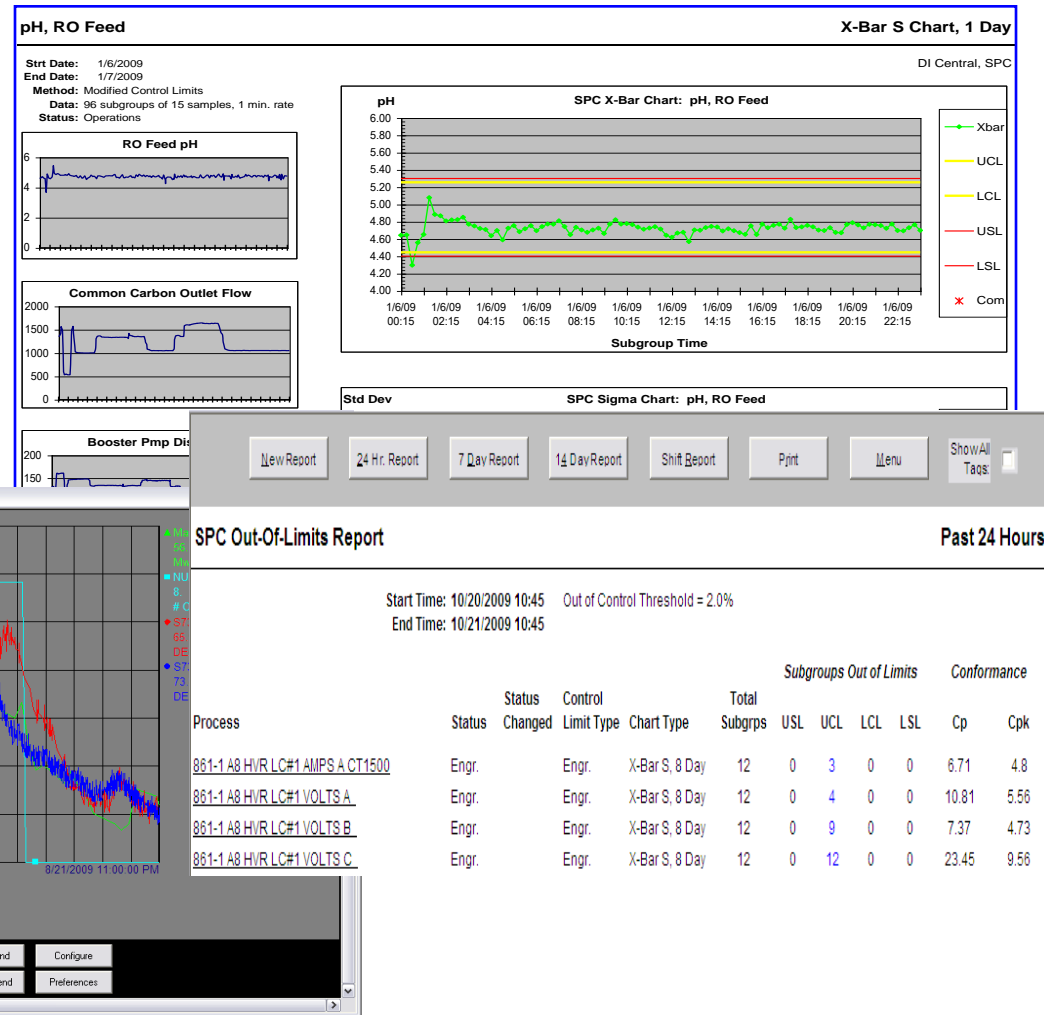 pH, RO Feed X-Bar S Chart, 1 Day
Strt Date: 1/6/2009 DI Central, SPC
End Date: 1/7/2009
Method: Modified Control Limits
Data: 96 subgroups of 15 samples, 1 min. rate
Status: Operations
RO Feed pH
6
4
2
0
Common Carbon Outlet Flow
2000
1500
1000
500
0
Booster Pmp Dis
200
150
pH SPC X-Bar Chart: pH, RO Feed
6.00
5.80
5.60
5.40
5.20
5.00
4.80
4.60
4.40
4.20
4.00
1/6/09 1/6/09 1/6/09 1/6/09 1/6/09 1/6/09 1/6/09 1/6/09 1/6/09 1/6/09 1/6/09 1/6/09
00:15 02:15 04:15 06:15 08:15 10:15 12:15 14:15 16:15 18:15 20:15 22:15
Subgroup Time
Xbar
UCL
LCL
USL
LSL
Com
Std Dev SPC Sigma Chart: pH, RO Feed
New Report 24 Hr. Report 7 Day Report 14 Day Report Shift Report Print Menu Show All
Tags:
SPC Out-Of-Limits Report Past 24 Hours
Start Time: 10/20/2009 10:45 Out of Control Threshold = 2.0%
End Time: 10/21/2009 10:45
Subgroups Out of Limits Conformance
Status Control Total
Process Status Changed Limit Type Chart Type Subgrps USL UCL LCL LSL Cp Cpk
861-1 A8 HVR LC#1 AMPS A CT1500 Engr. Engr. X-Bar S, 8 Day 12 0 3 0 0 6.71 4.8
861-1 A8 HVR LC#1 VOLTS A Engr. Engr. X-Bar S, 8 Day 12 0 4 0 0 10.81 5.56
861-1 A8 HVR LC#1 VOLTS B Engr. Engr. X-Bar S, 8 Day 12 0 9 0 0 7.37 4.73
861-1 A8 HVR LC#1 VOLTS C Engr. Engr. X-Bar S, 8 Day 12 0 12 0 0 23.45 9.56
Ma
56.
Mw
NU
8.
# C
S7
66.
DE
S7
73.
DE
8/21/2009 11:00:00 PM
nd Configure
end Preferences